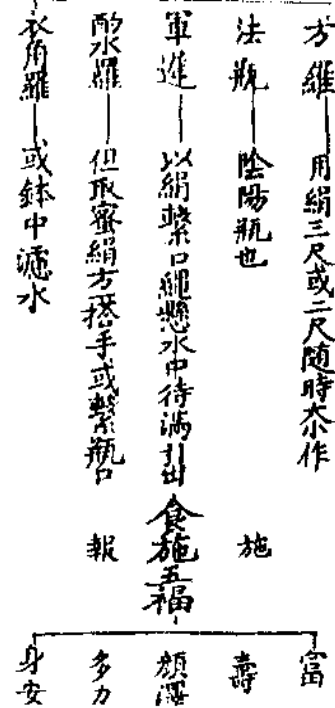 方維——用絹三尺或二尺隨時大小作
法瓶——陰陽瓶也
軍進——以絹繫口繩懸水中待滿引出
酌水羅——但取密絹方一搭手或繫瓶口
衣角羅——或鉢中濾水
施
食施五福
報
富
壽
顏澤
多力
身安